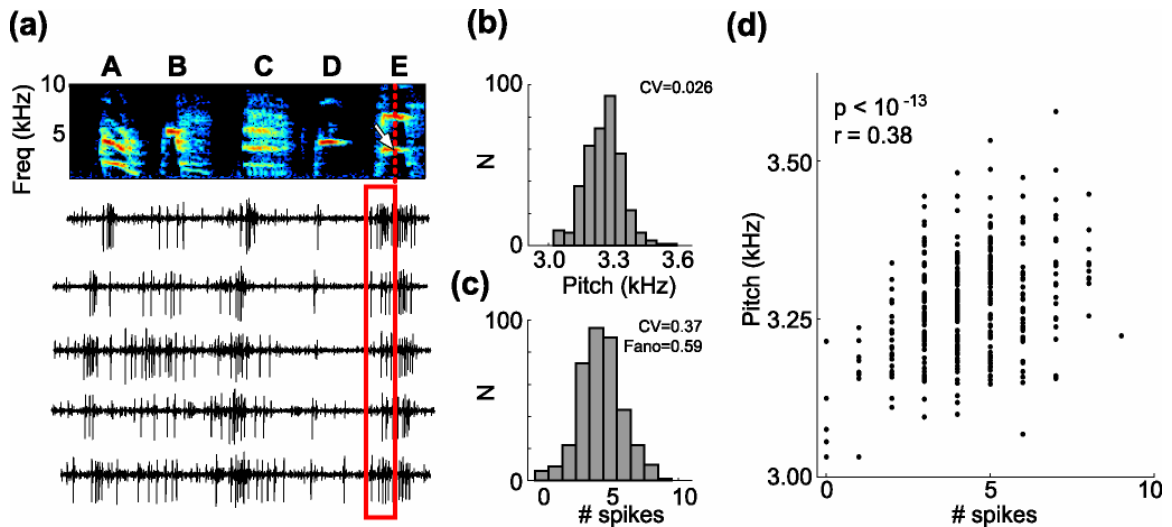 (a)
A B C D E
Freq (kHz)
10
5
(b)
CV=0.026
N
100
0
3.0 3.3 3.6
Pitch (kHz)
(c)
CV=0.37
Fano=0.59
N
100
0
0 5 10
# spikes
(d)
p < 10 -13
r = 0.38
Pitch (kHz)
3.50
3.25
3.00
0 5 10
# spikes